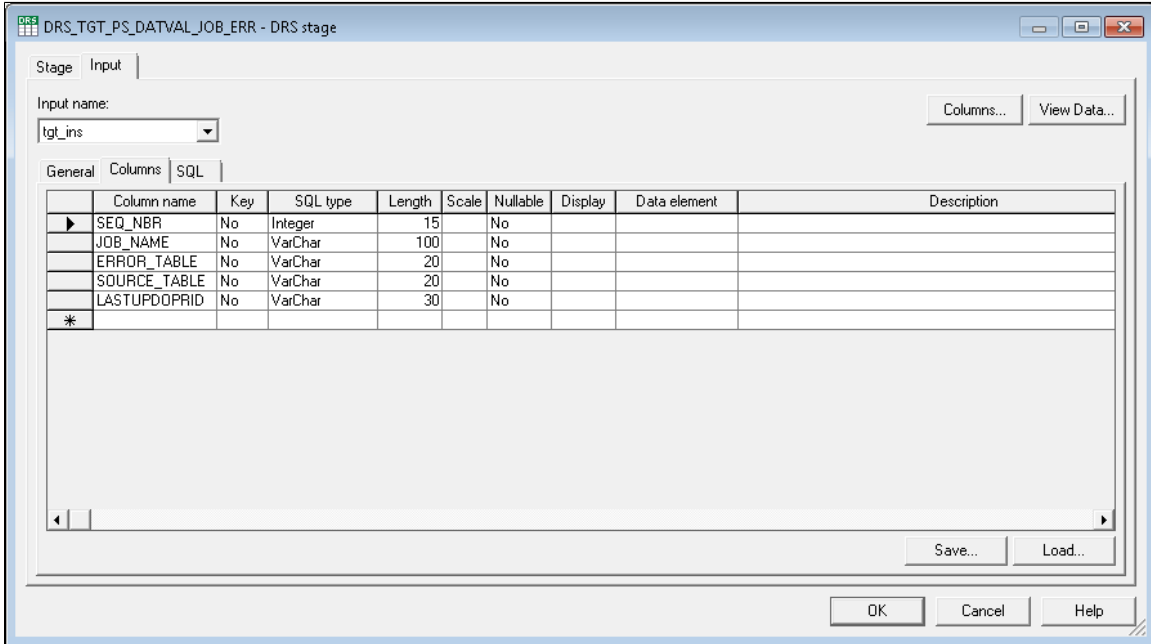 DRS DRS_TGT_PS_DATVAL_JOB_ERR - DRS stage
Stage Input
Input name:
Columns... View Data...
tgt_ins
General Columns SQL
Column name Key SQL type Length Scale Nullable Display Data element Description
SEQ_NBR No Integer 15 No
JOB_NAME No VarChar 100 No
ERROR_TABLE No VarChar 20 No
SOURCE_TABLE No VarChar 20 No
LASTUPDOPRID No VarChar 30 No
*
Save... Load...
OK Cancel Help